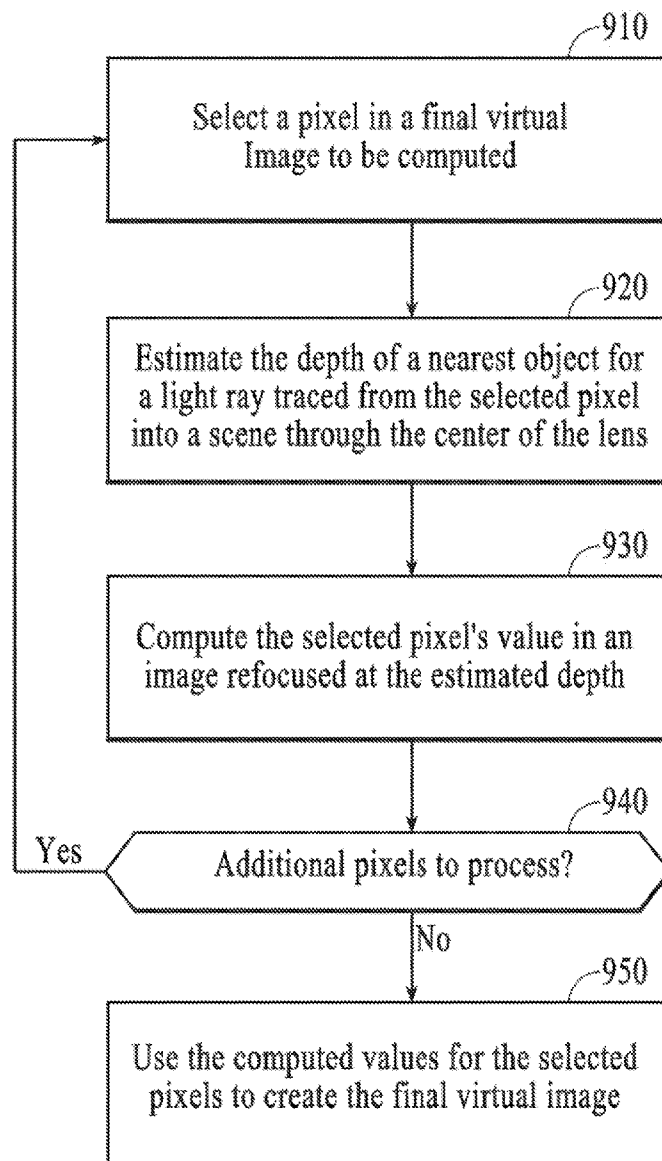 910
Select a pixel in a final virtual
Image to be computed
920
Estimate the depth of a nearest object for
a light ray traced from the selected pixel
into a scene through the center of the lens
930
Compute the selected pixel's value in an
image refocused at the estimated depth
940
Yes
Additional pixels to process?
No
950
Use the computed values for the selected
pixels to create the final virtual image